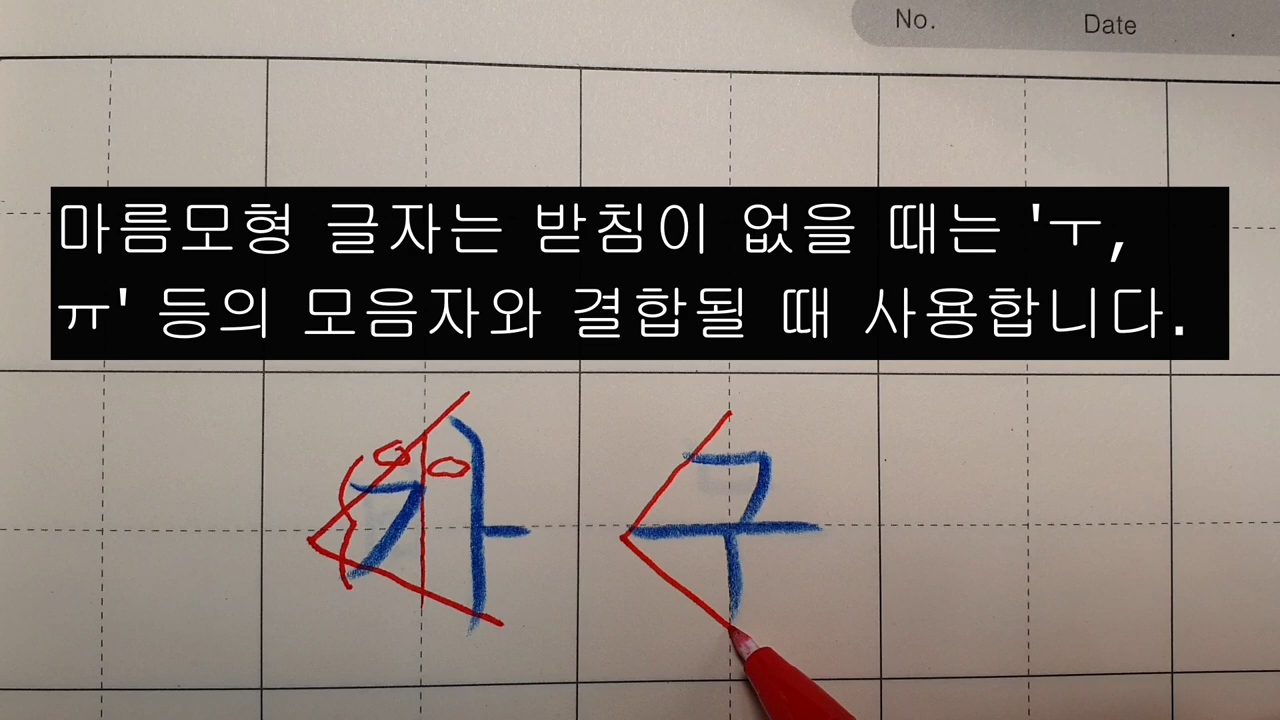 No. Date .
마름모형 글자는 받침이 없을 때는 'ㅜ,
ㅠ' 등의 모음자와 결합될 때 사용합니다.
가 구